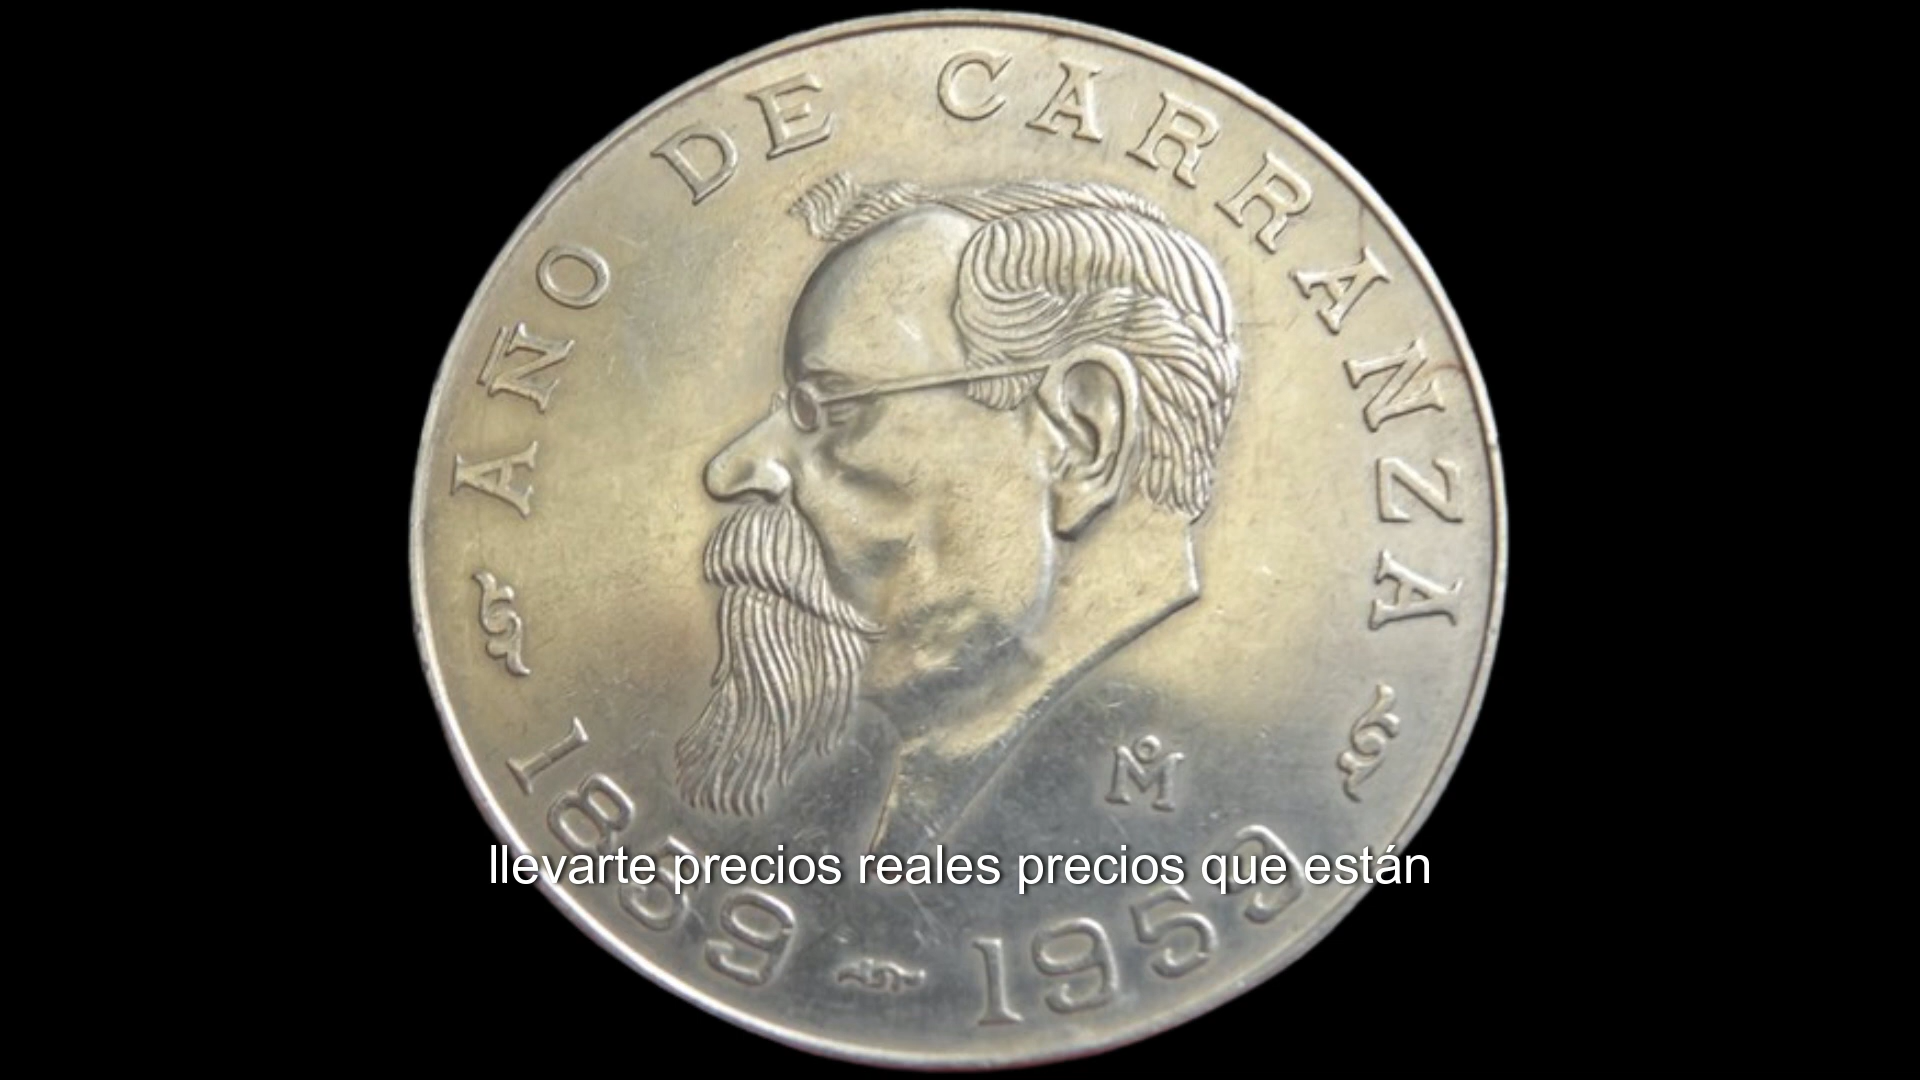 AÑO DE CARRANZA
M̊
1859 1959
llevarte precios reales precios que están